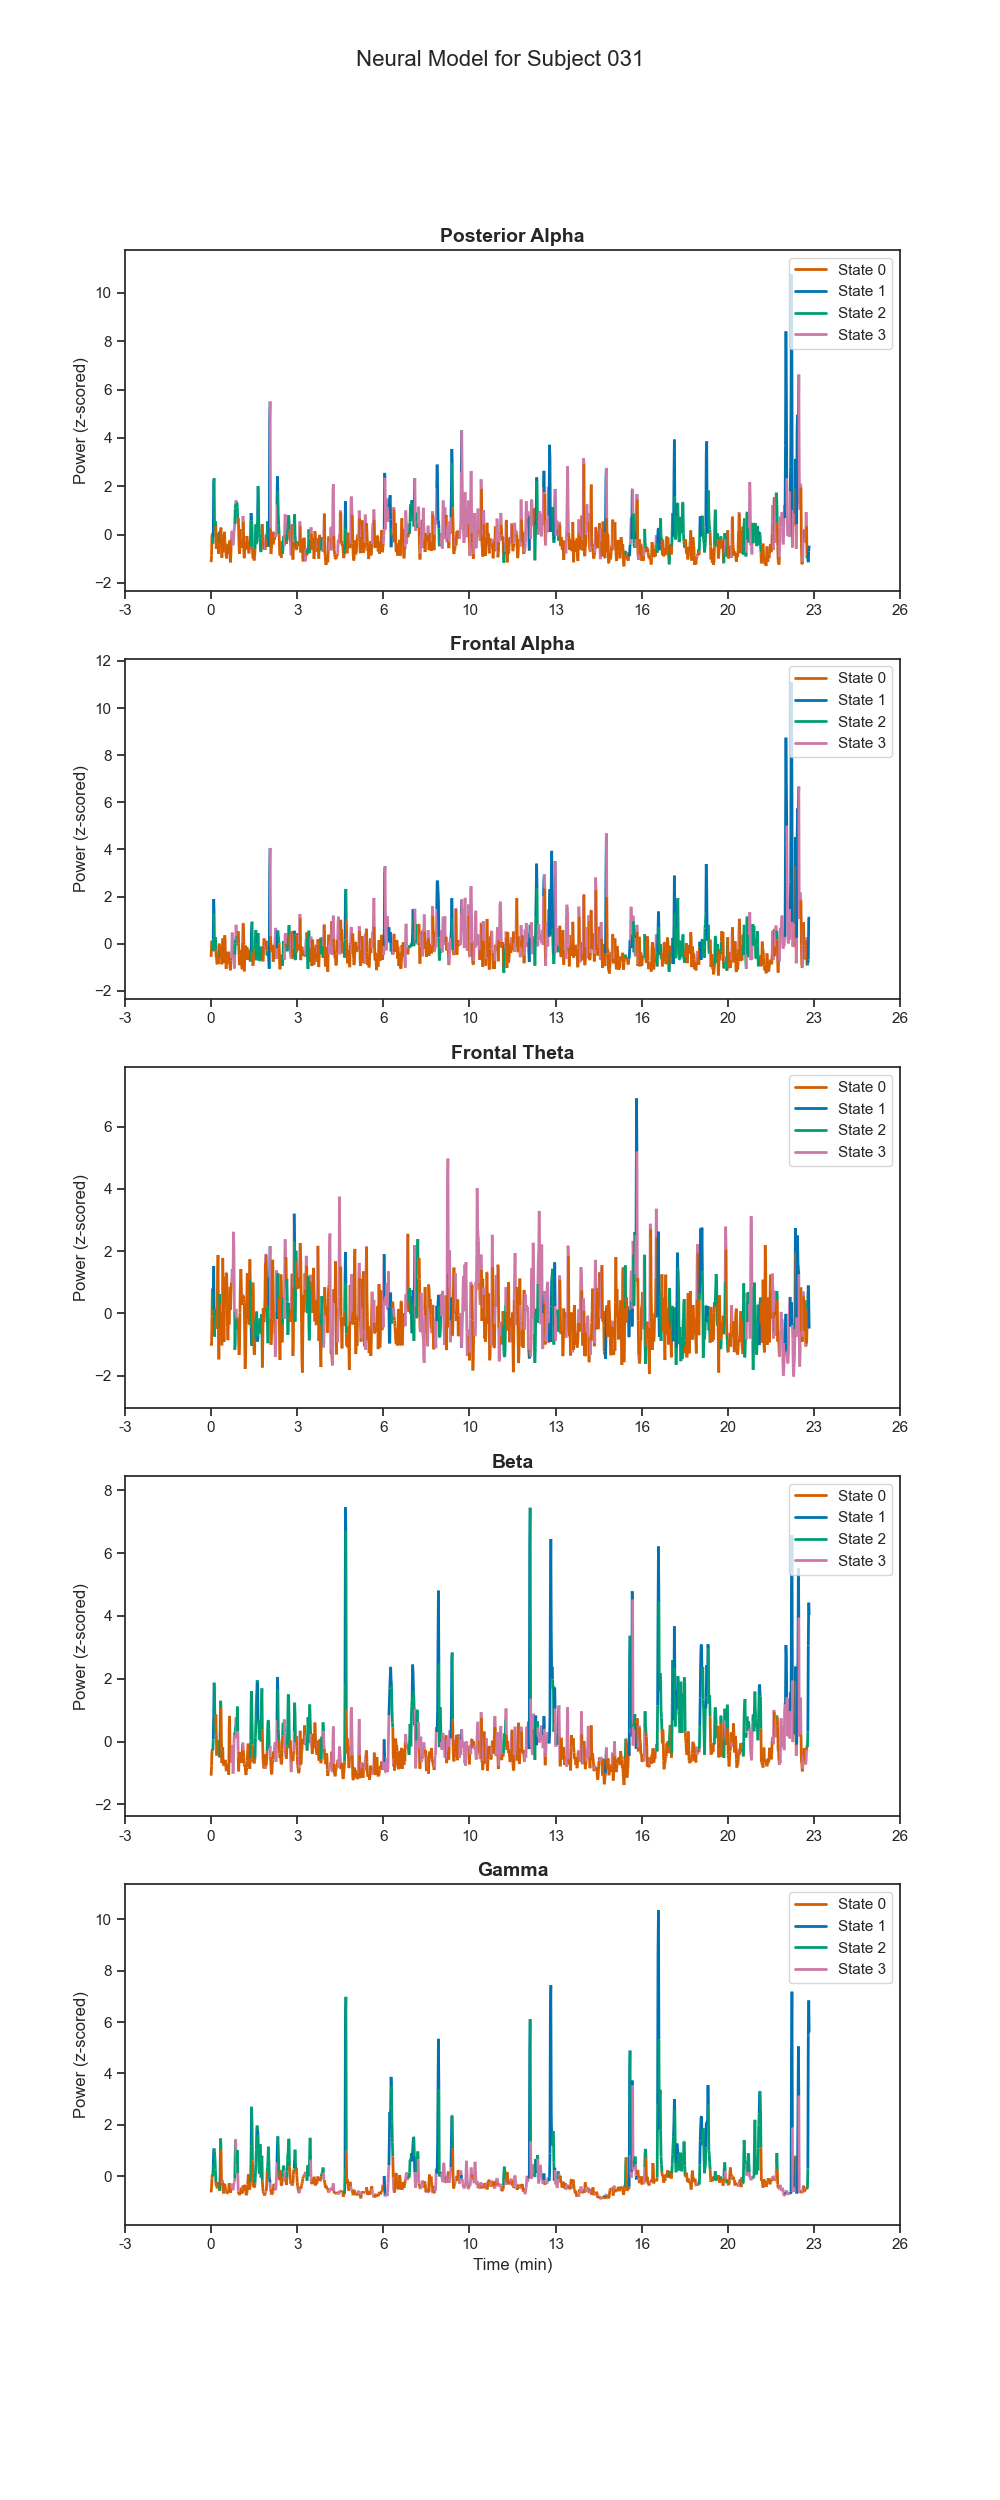 Neural Model for Subject 031
Posterior Alpha
Power (z-scored)
10
8
6
4
2
0
−2
State 0
State 1
State 2
State 3
-3 0 3 6 10 13 16 20 23 26
Frontal Alpha
Power (z-scored)
12
10
8
6
4
2
0
−2
State 0
State 1
State 2
State 3
-3 0 3 6 10 13 16 20 23 26
Frontal Theta
Power (z-scored)
6
4
2
0
−2
State 0
State 1
State 2
State 3
-3 0 3 6 10 13 16 20 23 26
Beta
Power (z-scored)
8
6
4
2
0
−2
State 0
State 1
State 2
State 3
-3 0 3 6 10 13 16 20 23 26
Gamma
Power (z-scored)
10
8
6
4
2
0
State 0
State 1
State 2
State 3
-3 0 3 6 10 13 16 20 23 26
Time (min)